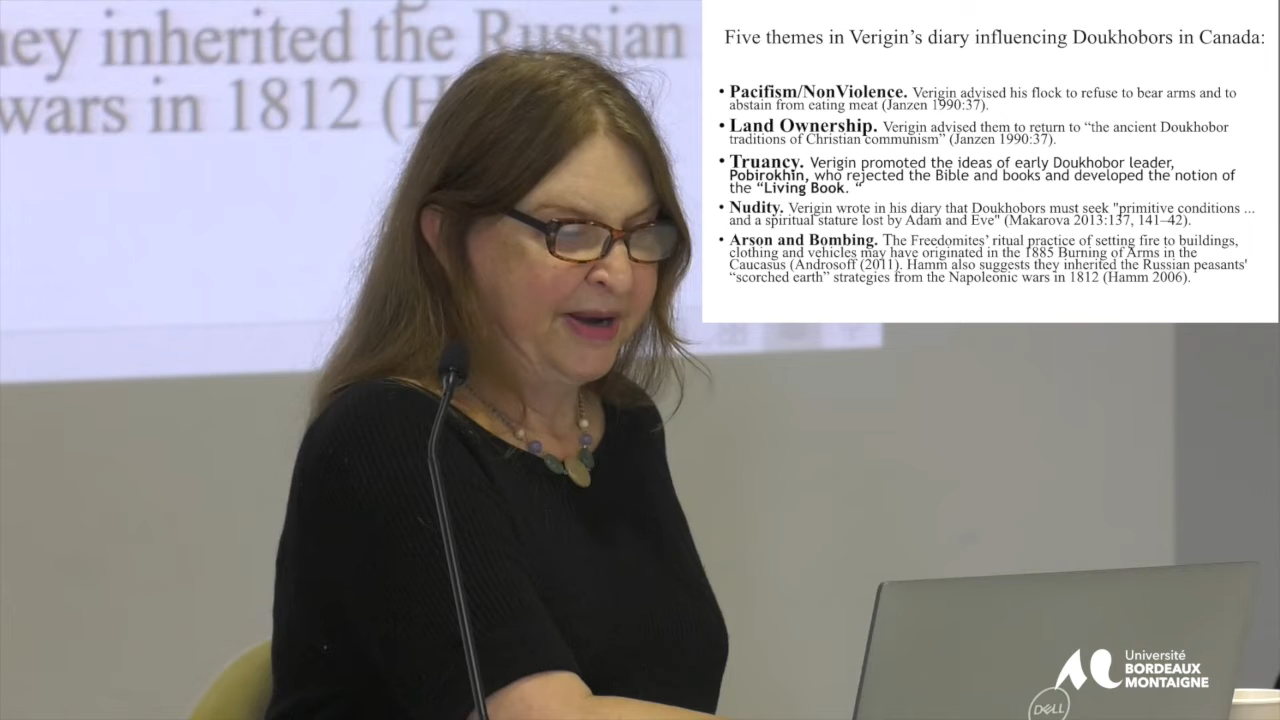 ney inherited the Russian
wars in 1812 (H
Five themes in Verigin's diary influencing Doukhobors in Canada:
• Pacifism/NonViolence. Verigin advised his flock to refuse to bear arms and to
abstain from eating meat (Janzen 1990:37).
• Land Ownership. Verigin advised them to return to “the ancient Doukhobor
traditions of Christian communism” (Janzen 1990:37).
• Truancy. Verigin promoted the ideas of early Doukhobor leader,
Pobirokhin, who rejected the Bible and books and developed the notion of
the “Living Book. “
• Nudity. Verigin wrote in his diary that Doukhobors must seek "primitive conditions ...
and a spiritual stature lost by Adam and Eve" (Makarova 2013:137, 141–42).
• Arson and Bombing. The Freedomites' ritual practice of setting fire to buildings,
clothing and vehicles may have originated in the 1885 Burning of Arms in the
Caucasus (Androsoff (2011). Hamm also suggests they inherited the Russian peasants'
“scorched earth” strategies from the Napoleonic wars in 1812 (Hamm 2006).
Université
BORDEAUX
MONTAIGNE
DELL